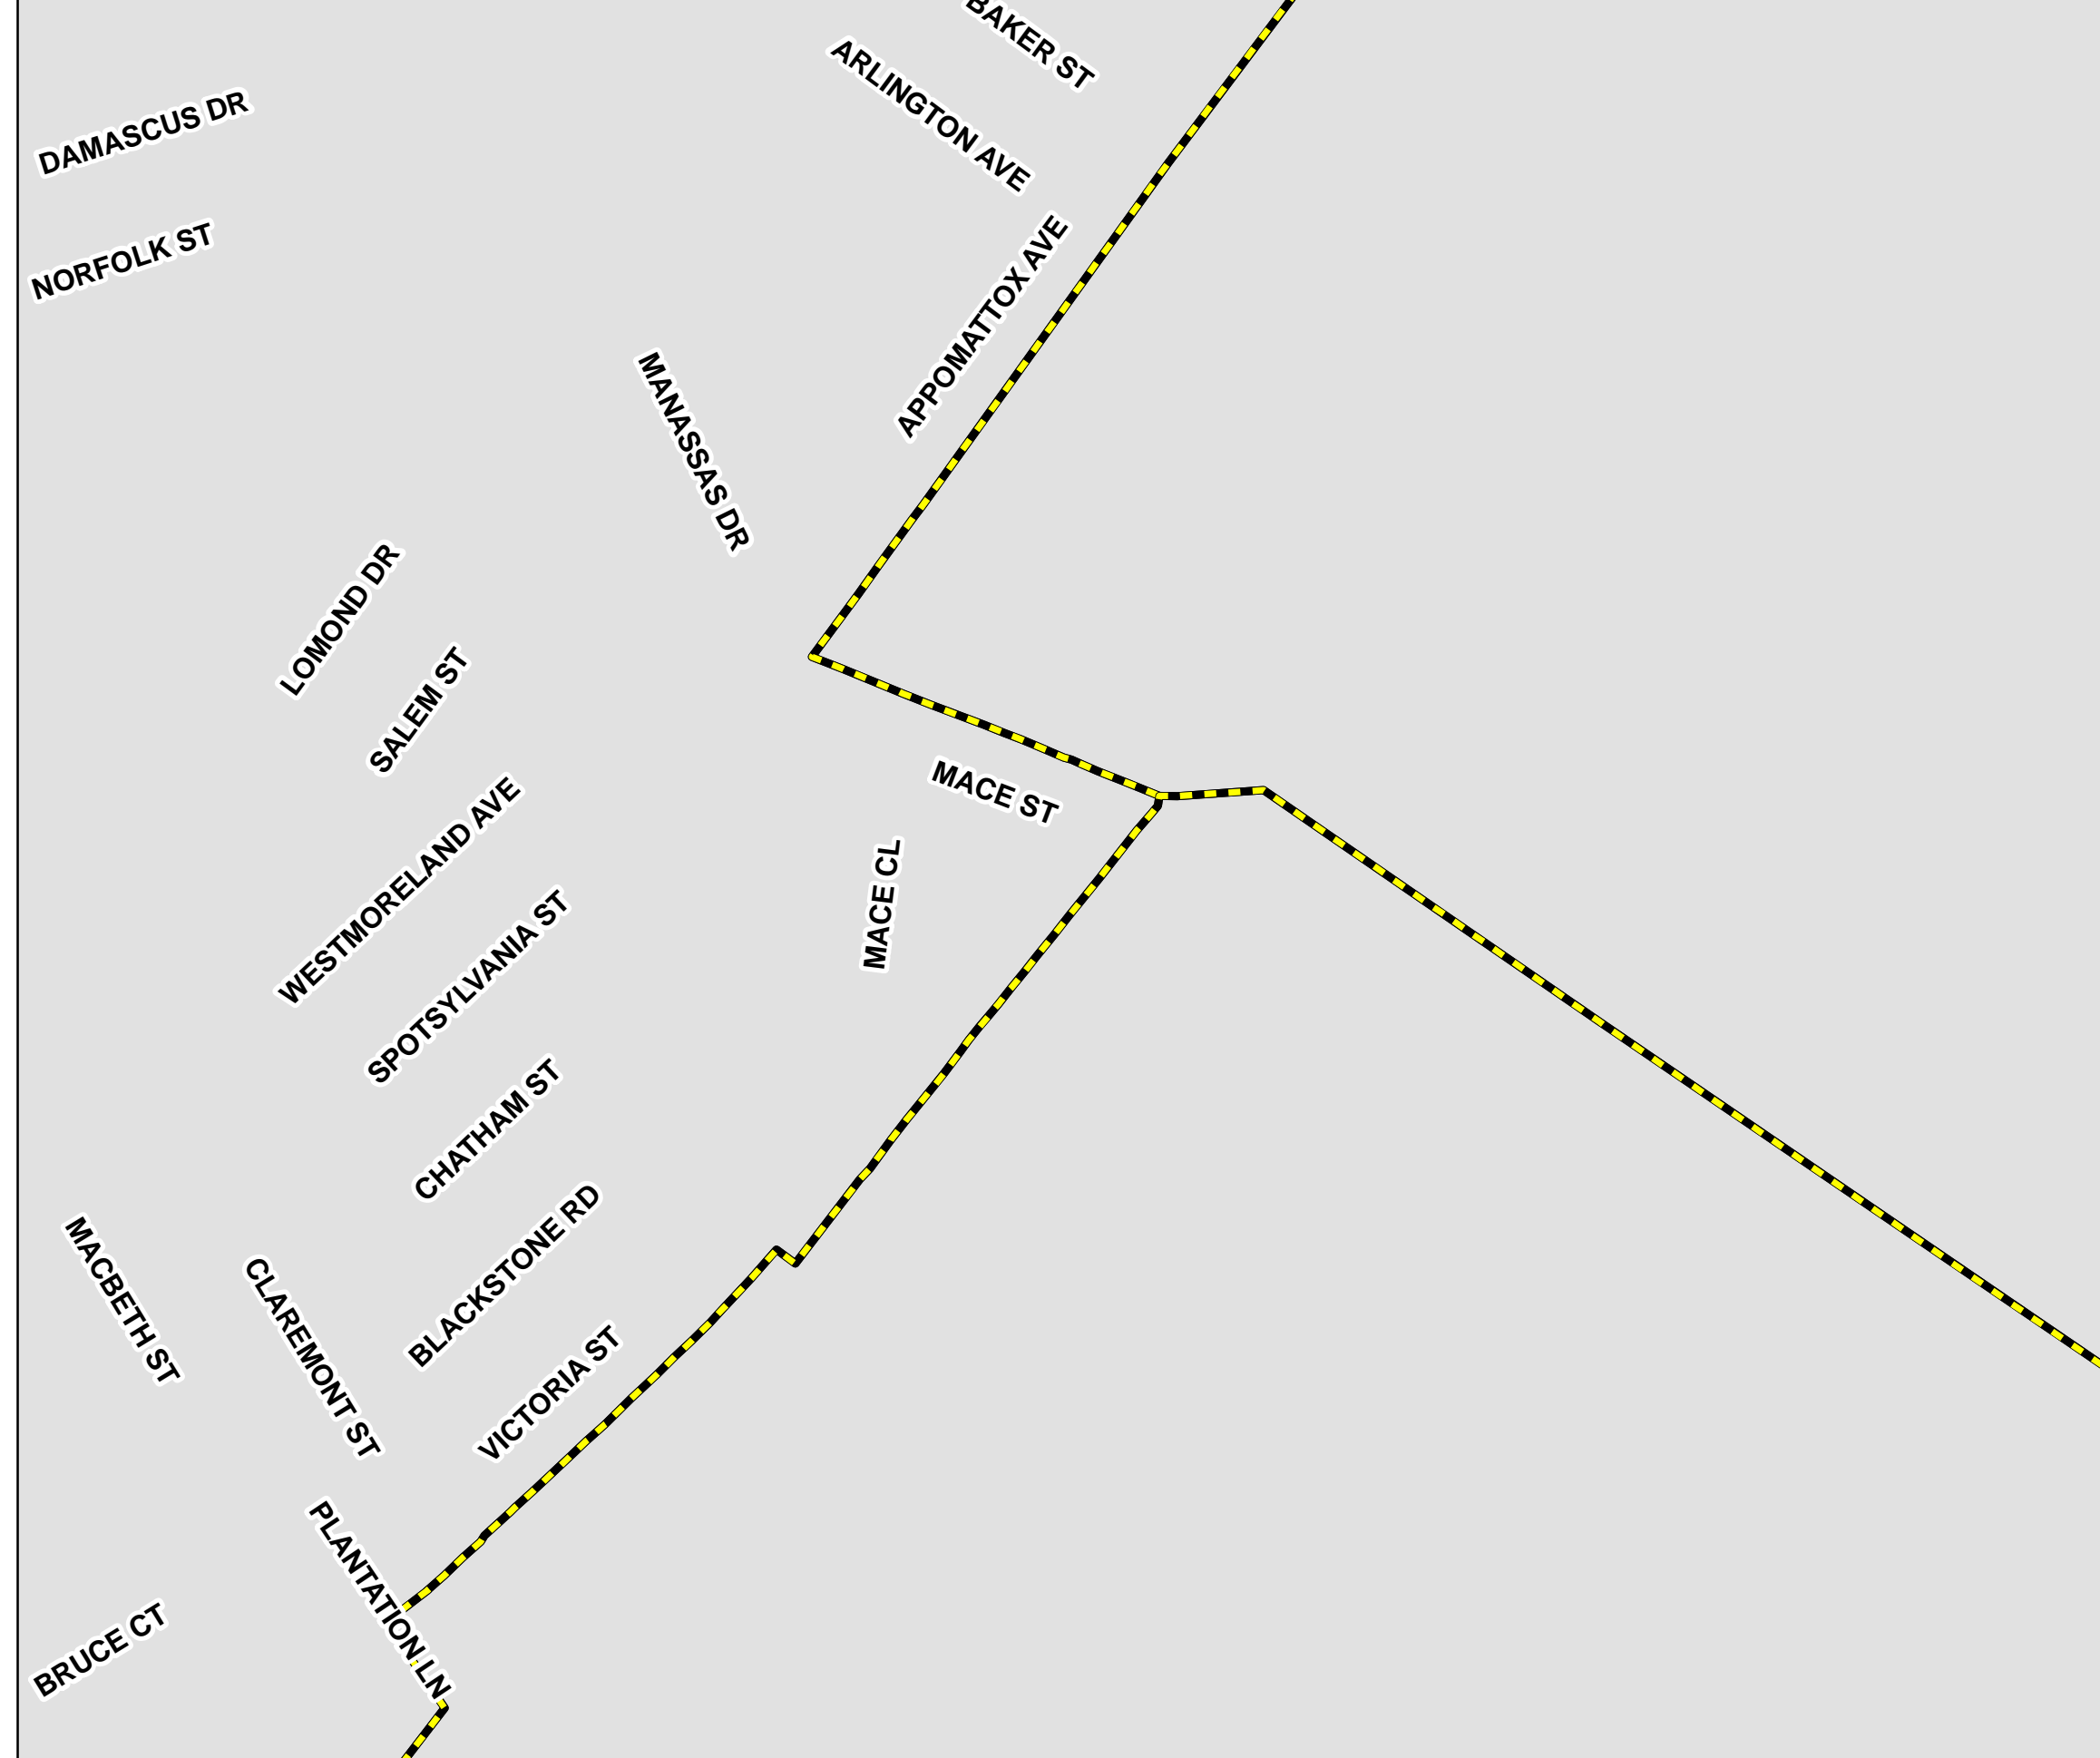 BAKER ST
ARLINGTON AVE
DAMASCUS DR
NORFOLK ST
APPOMATTOX AVE
MANASSAS DR
LOMOND DR
SALEM ST
MACE ST
WESTMORELAND AVE
MACE CL
SPOTSYLVANIA ST
CHATHAM ST
BLACKSTONE RD
MACBETH ST
CLAREMONT ST
VICTORIA ST
PLANTATION LN
BRUCE CT